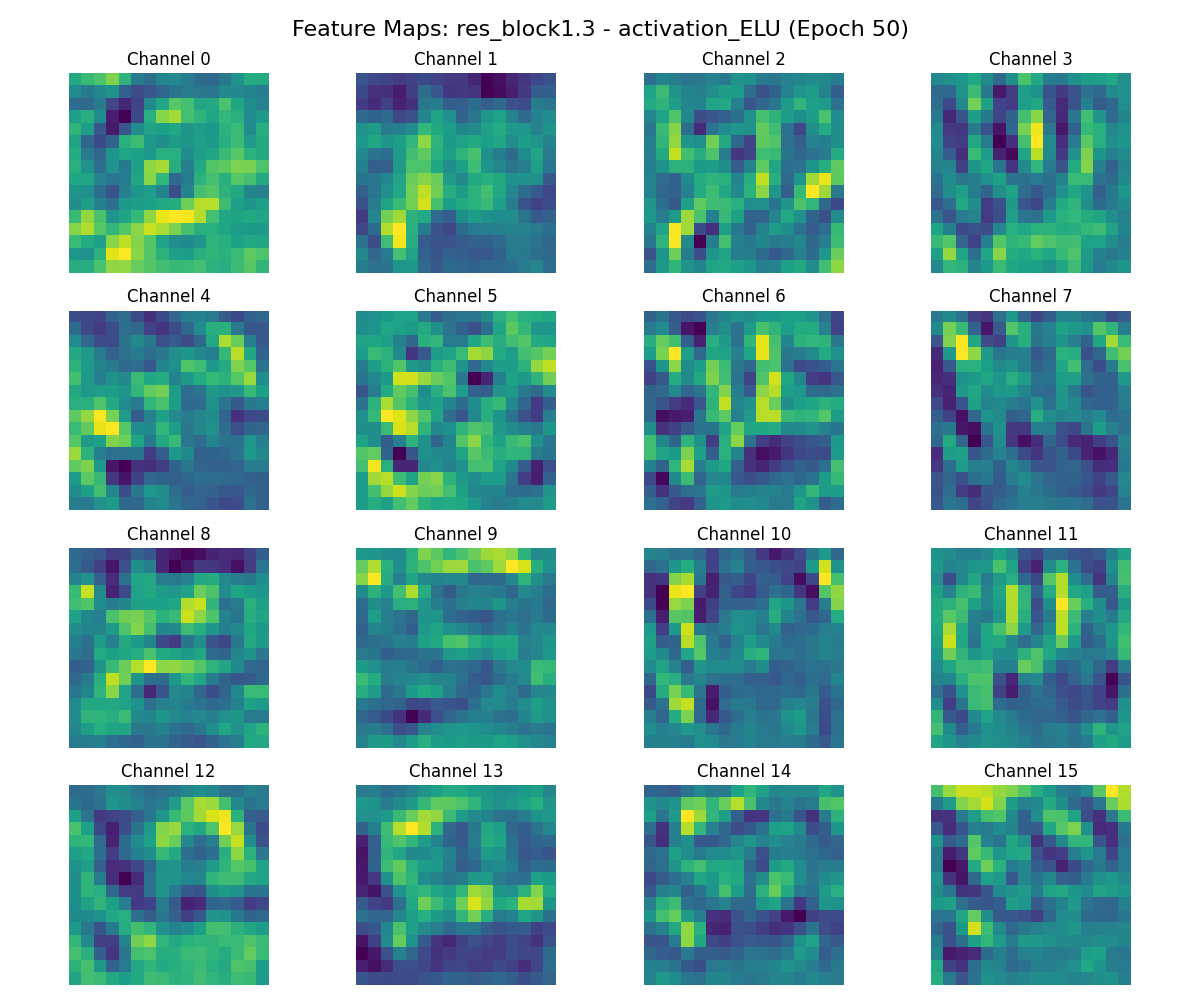 Feature Maps: res_block1.3 - activation_ELU (Epoch 50)
Channel 0
Channel 1
Channel 2
Channel 3
Channel 4
Channel 5
Channel 6
Channel 7
Channel 8
Channel 9
Channel 10
Channel 11
Channel 12
Channel 13
Channel 14
Channel 15